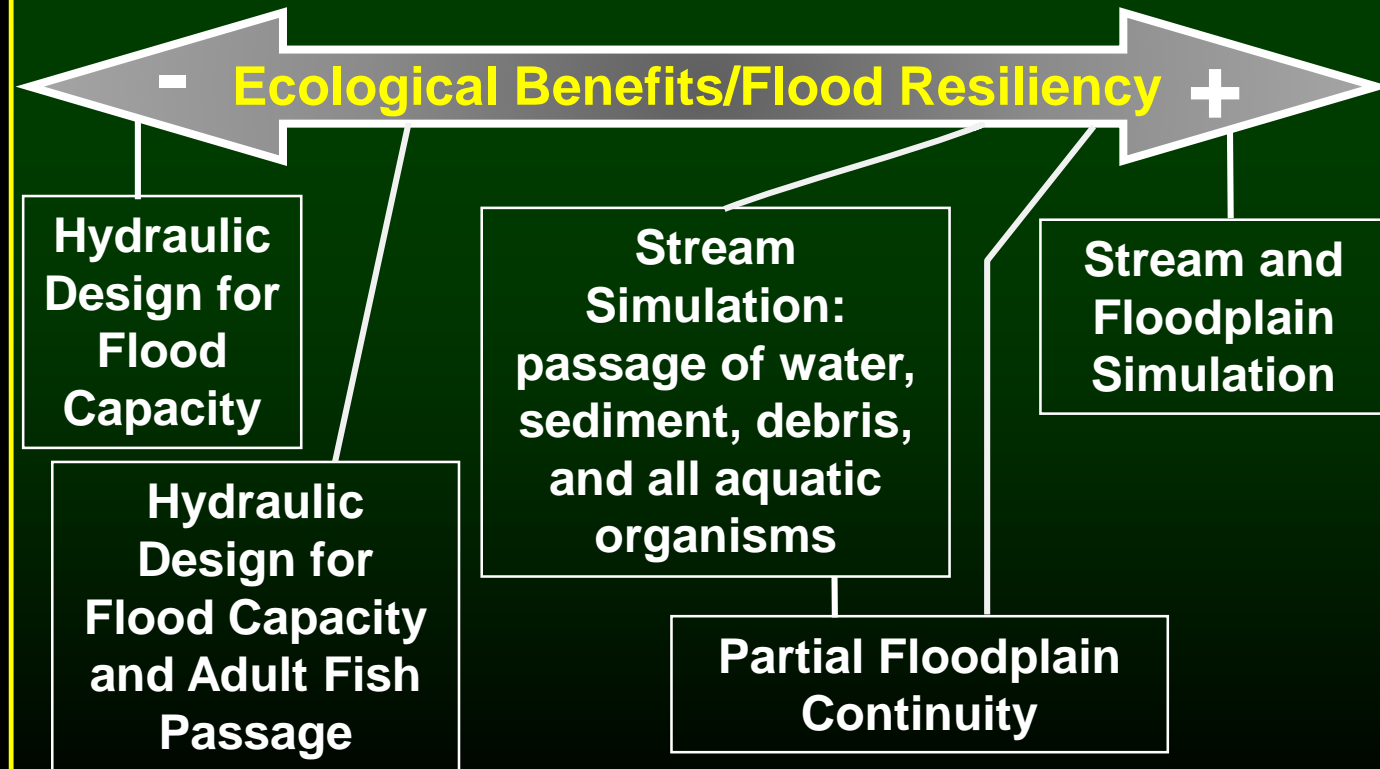 - Ecological Benefits/Flood Resiliency +
Hydraulic
Design for
Flood
Capacity
Hydraulic
Design for
Flood Capacity
and Adult Fish
Passage
Stream
Simulation:
passage of water,
sediment, debris,
and all aquatic
organisms
Partial Floodplain
Continuity
Stream and
Floodplain
Simulation